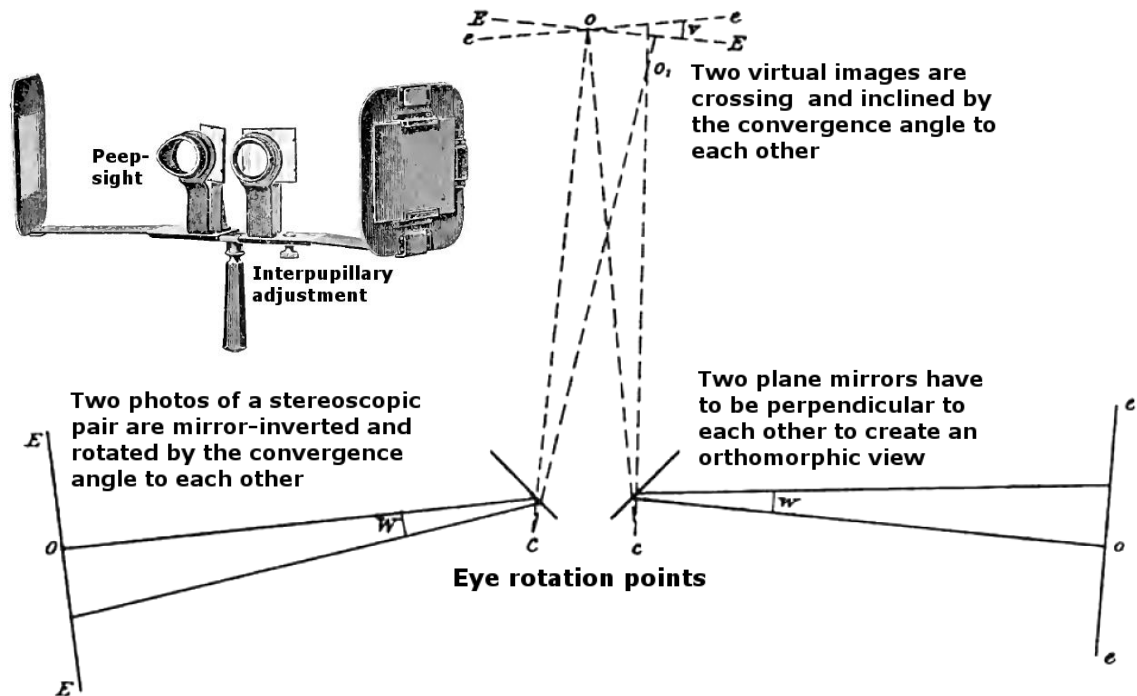 E
O
e
e
v
E
O₁
Two virtual images are
crossing and inclined by
the convergence angle to
each other
Peep-
sight
Interpupillary
adjustment
Two photos of a stereoscopic
pair are mirror-inverted and
rotated by the convergence
angle to each other
Two plane mirrors have
to be perpendicular to
each other to create an
orthomorphic view
E
e
W
w
O
o
C
c
Eye rotation points
E
e